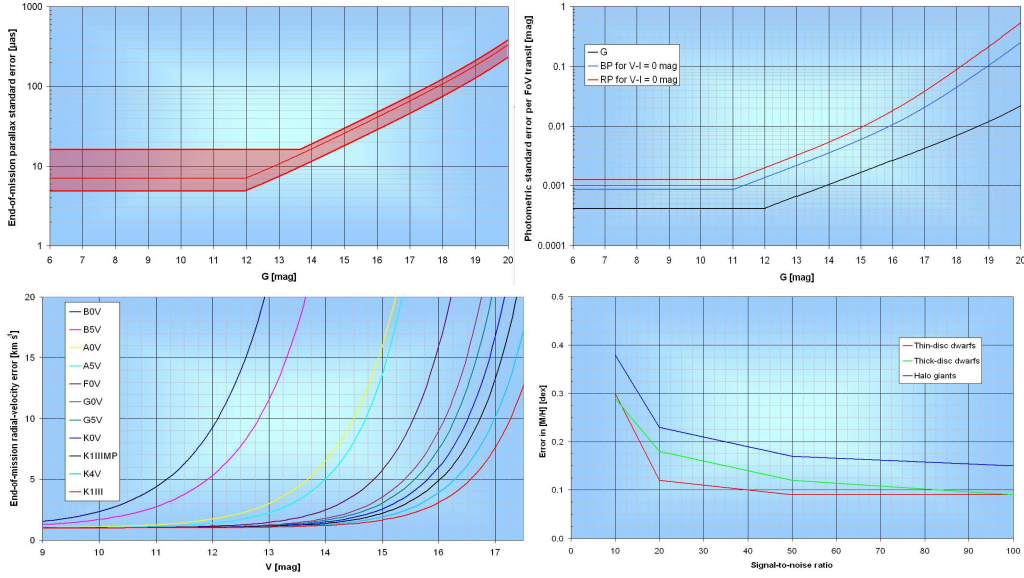 End-of-mission parallax standard error [µas]
1000
100
10
1
6 7 8 9 10 11 12 13 14 15 16 17 18 19 20
G [mag]
Photometric standard error per FoV transit [mag]
1
0.1
0.01
0.001
0.0001
G
BP for V-I = 0 mag
RP for V-I = 0 mag
6 7 8 9 10 11 12 13 14 15 16 17 18 19 20
G [mag]
End-of-mission radial-velocity error [km s⁻¹]
20
15
10
5
0
B0V
B5V
A0V
A5V
F0V
G0V
G5V
K0V
K1IIIMP
K4V
K1III
9 10 11 12 13 14 15 16 17
V [mag]
Error in [M/H] [dex]
0.5
0.4
0.3
0.2
0.1
0.0
Thin-disc dwarfs
Thick-disc dwarfs
Halo giants
0 10 20 30 40 50 60 70 80 90 100
Signal-to-noise ratio